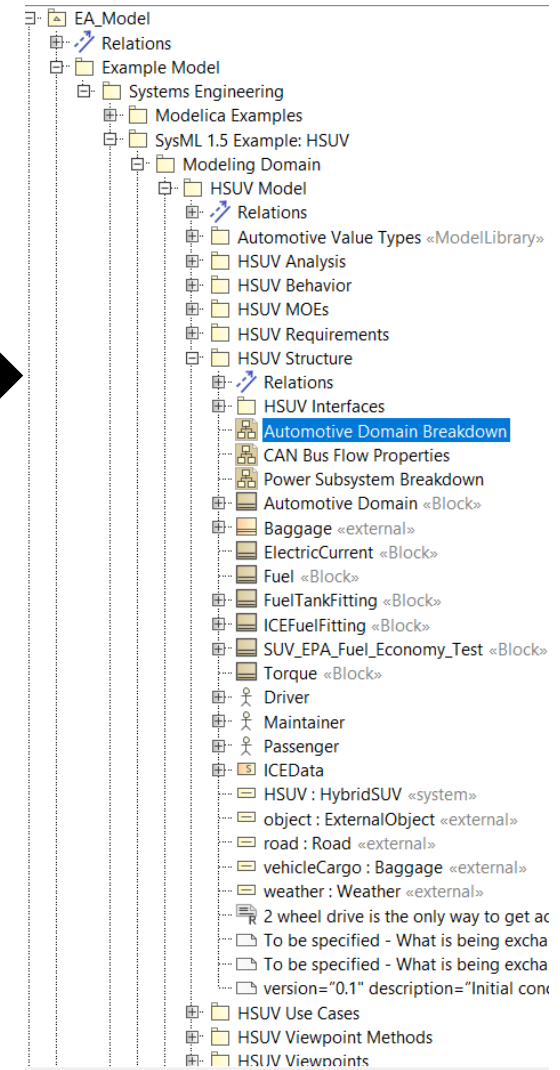 EA_Model
Relations
Example Model
Systems Engineering
Modelica Examples
SysML 1.5 Example: HSUV
Modeling Domain
HSUV Model
Relations
Automotive Value Types «ModelLibrary»
HSUV Analysis
HSUV Behavior
HSUV MOEs
HSUV Requirements
HSUV Structure
Relations
HSUV Interfaces
Automotive Domain Breakdown
CAN Bus Flow Properties
Power Subsystem Breakdown
Automotive Domain «Block»
Baggage «external»
ElectricCurrent «Block»
Fuel «Block»
FuelTankFitting «Block»
ICEFuelFitting «Block»
SUV_EPA_Fuel_Economy_Test «Block»
Torque «Block»
Driver
Maintainer
Passenger
S ICEData
HSUV : HybridSUV «system»
object : ExternalObject «external»
road : Road «external»
vehicleCargo : Baggage «external»
weather : Weather «external»
R 2 wheel drive is the only way to get
To be specified - What is being
To be specified - What is being
version="0.1" description="Initial
HSUV Use Cases
HSUV Viewpoint Methods
HSUV Viewpoints